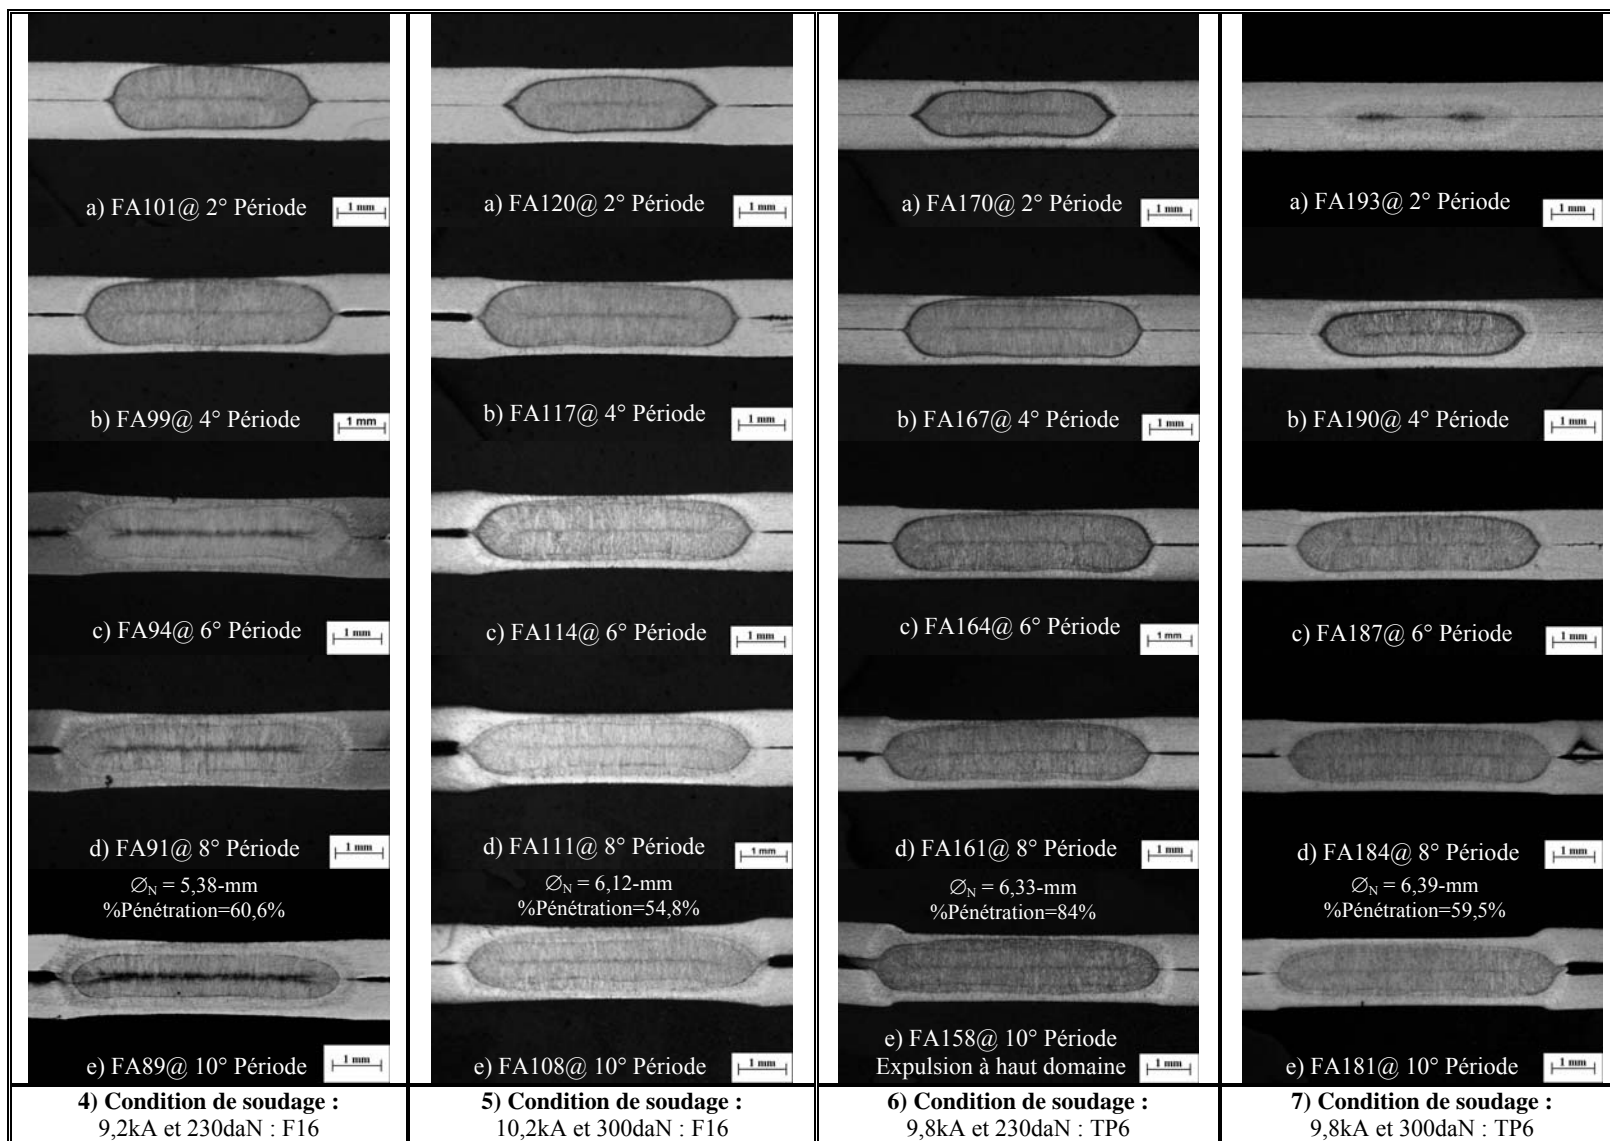 a) FA101@ 2° Période
1 mm
b) FA99@ 4° Période
1 mm
c) FA94@ 6° Période
1 mm
d) FA91@ 8° Période
1 mm
∅N = 5,38-mm
%Pénétration=60,6%
e) FA89@ 10° Période
1 mm
4) Condition de soudage :
9,2kA et 230daN : F16
a) FA120@ 2° Période
1 mm
b) FA117@ 4° Période
1 mm
c) FA114@ 6° Période
1 mm
d) FA111@ 8° Période
1 mm
∅N = 6,12-mm
%Pénétration=54,8%
e) FA108@ 10° Période
1 mm
5) Condition de soudage :
10,2kA et 300daN : F16
a) FA170@ 2° Période
1 mm
b) FA167@ 4° Période
1 mm
c) FA164@ 6° Période
1 mm
d) FA161@ 8° Période
1 mm
∅N = 6,33-mm
%Pénétration=84%
e) FA158@ 10° Période
Expulsion à haut domaine
1 mm
6) Condition de soudage :
9,8kA et 230daN : TP6
a) FA193@ 2° Période
1 mm
b) FA190@ 4° Période
1 mm
c) FA187@ 6° Période
1 mm
d) FA184@ 8° Période
1 mm
∅N = 6,39-mm
%Pénétration=59,5%
e) FA181@ 10° Période
1 mm
7) Condition de soudage :
9,8kA et 300daN : TP6